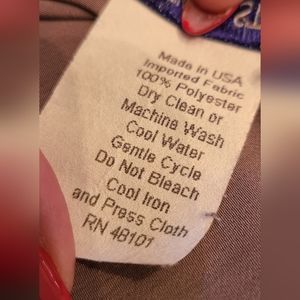 Made in USA
Imported Fabric
100% Polyester
Dry Clean or
Machine Wash
Cool Water
Gentle Cycle
Do Not Bleach
Cool Iron
and Press Cloth
RN 48101